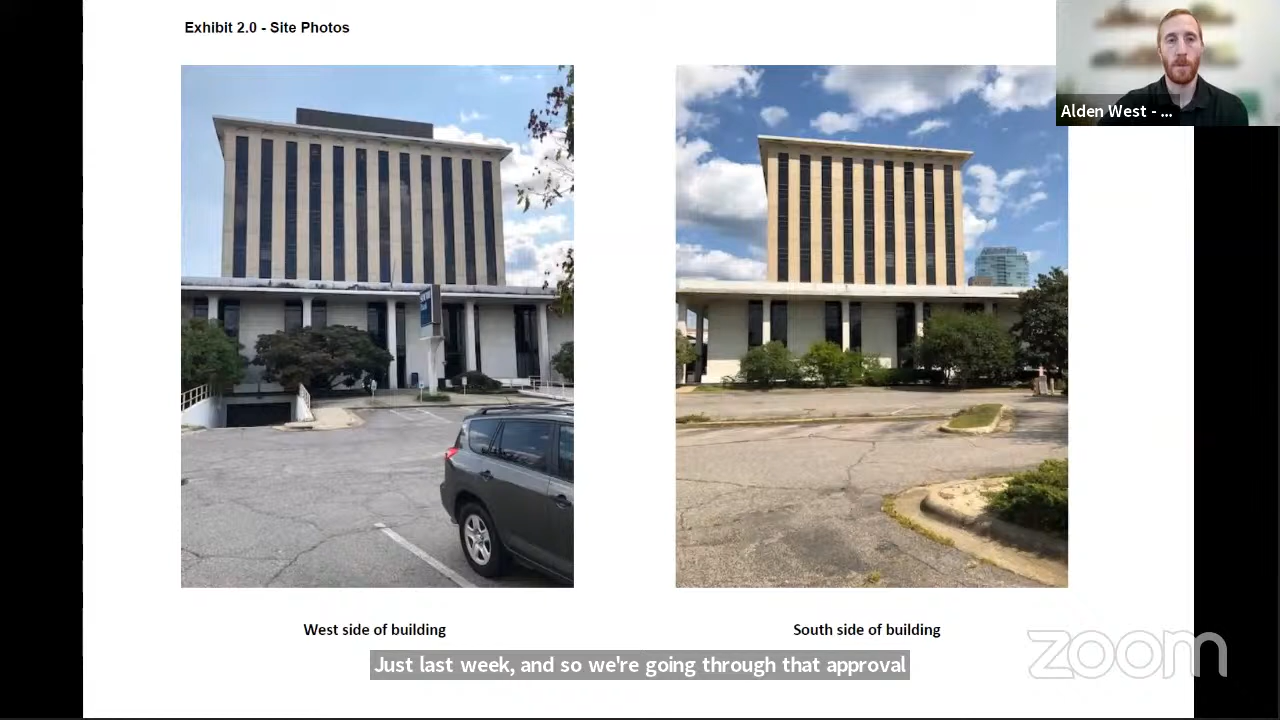 Exhibit 2.0 - Site Photos
Alden West - ...
West side of building
South side of building
Just last week, and so we're going through that approval
zoom